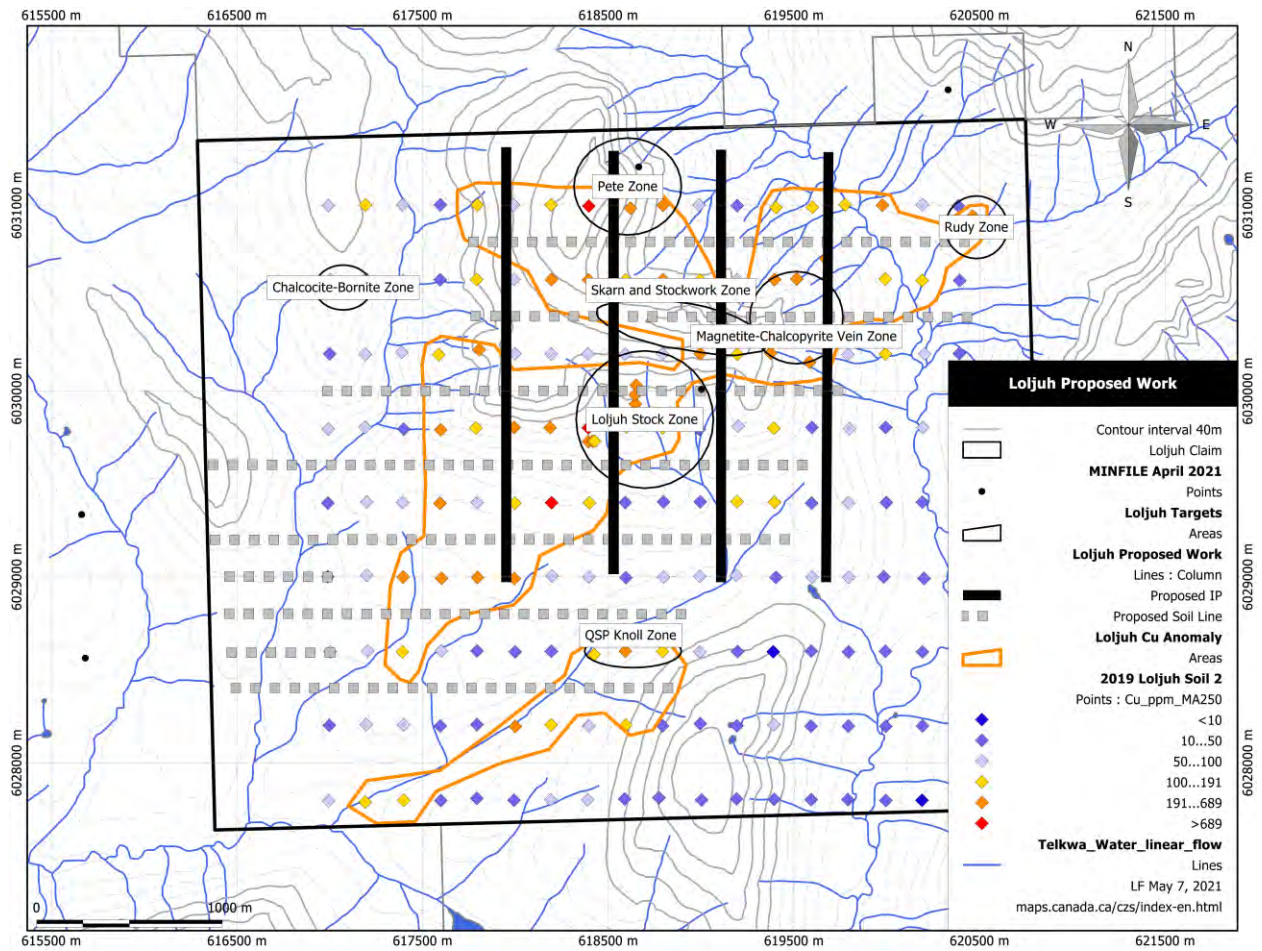 615500 m
616500 m
617500 m
618500 m
619500 m
620500 m
621500 m
N
W
E
S
6031000 m
6031000 m
Pete Zone
Rudy Zone
Chalcocite-Bornite Zone
Skarn and Stockwork Zone
Magnetite-Chalcopyrite Vein Zone
6030000 m
6030000 m
Loljuh Stock Zone
6029000 m
6029000 m
QSP Knoll Zone
6028000 m
6028000 m
Loljuh Proposed Work
Contour interval 40m
Loljuh Claim
MINFILE April 2021
Points
Loljuh Targets
Areas
Loljuh Proposed Work
Lines : Column
Proposed IP
Proposed Soil Line
Loljuh Cu Anomaly
Areas
2019 Loljuh Soil 2
Points : Cu_ppm_MA250
<10
10...50
50...100
100...191
191...689
>689
Telkwa_Water_linear_flow
Lines
LF May 7, 2021
maps.canada.ca/czs/index-en.html
0
1000 m
615500 m
616500 m
617500 m
618500 m
619500 m
620500 m
621500 m